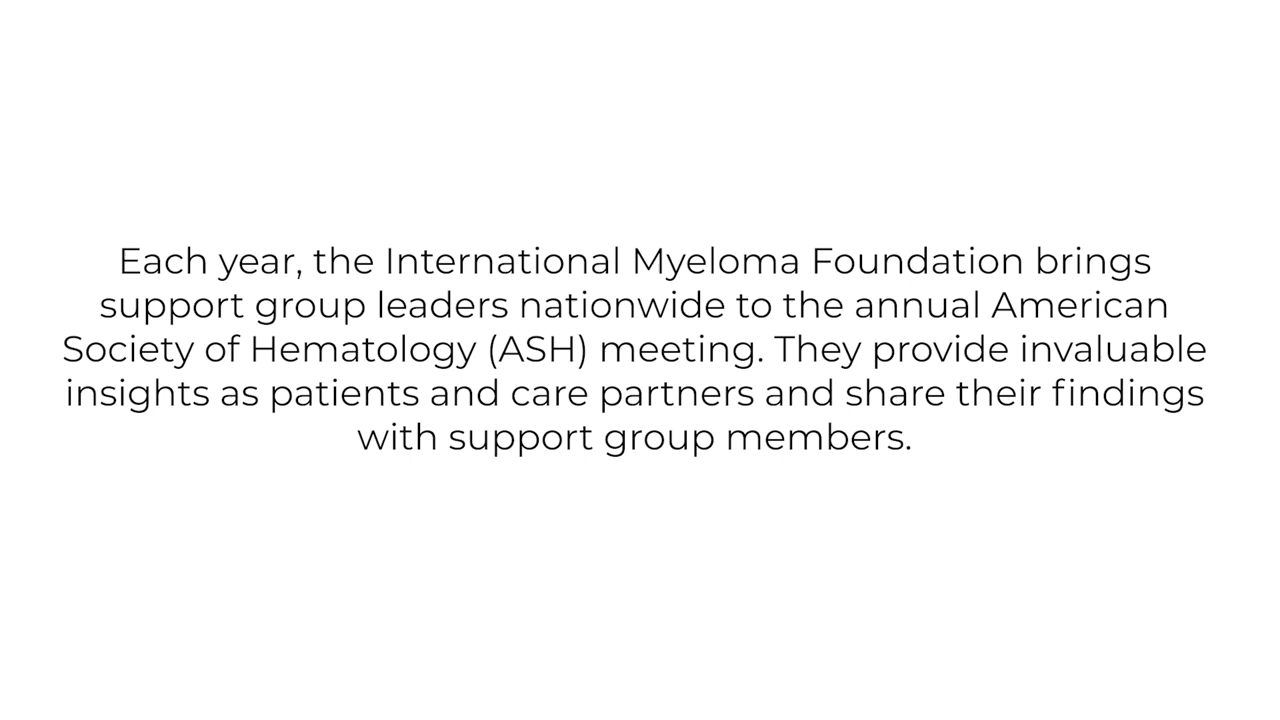 Each year, the International Myeloma Foundation brings
support group leaders nationwide to the annual American
Society of Hematology (ASH) meeting. They provide invaluable
insights as patients and care partners and share their findings
with support group members.